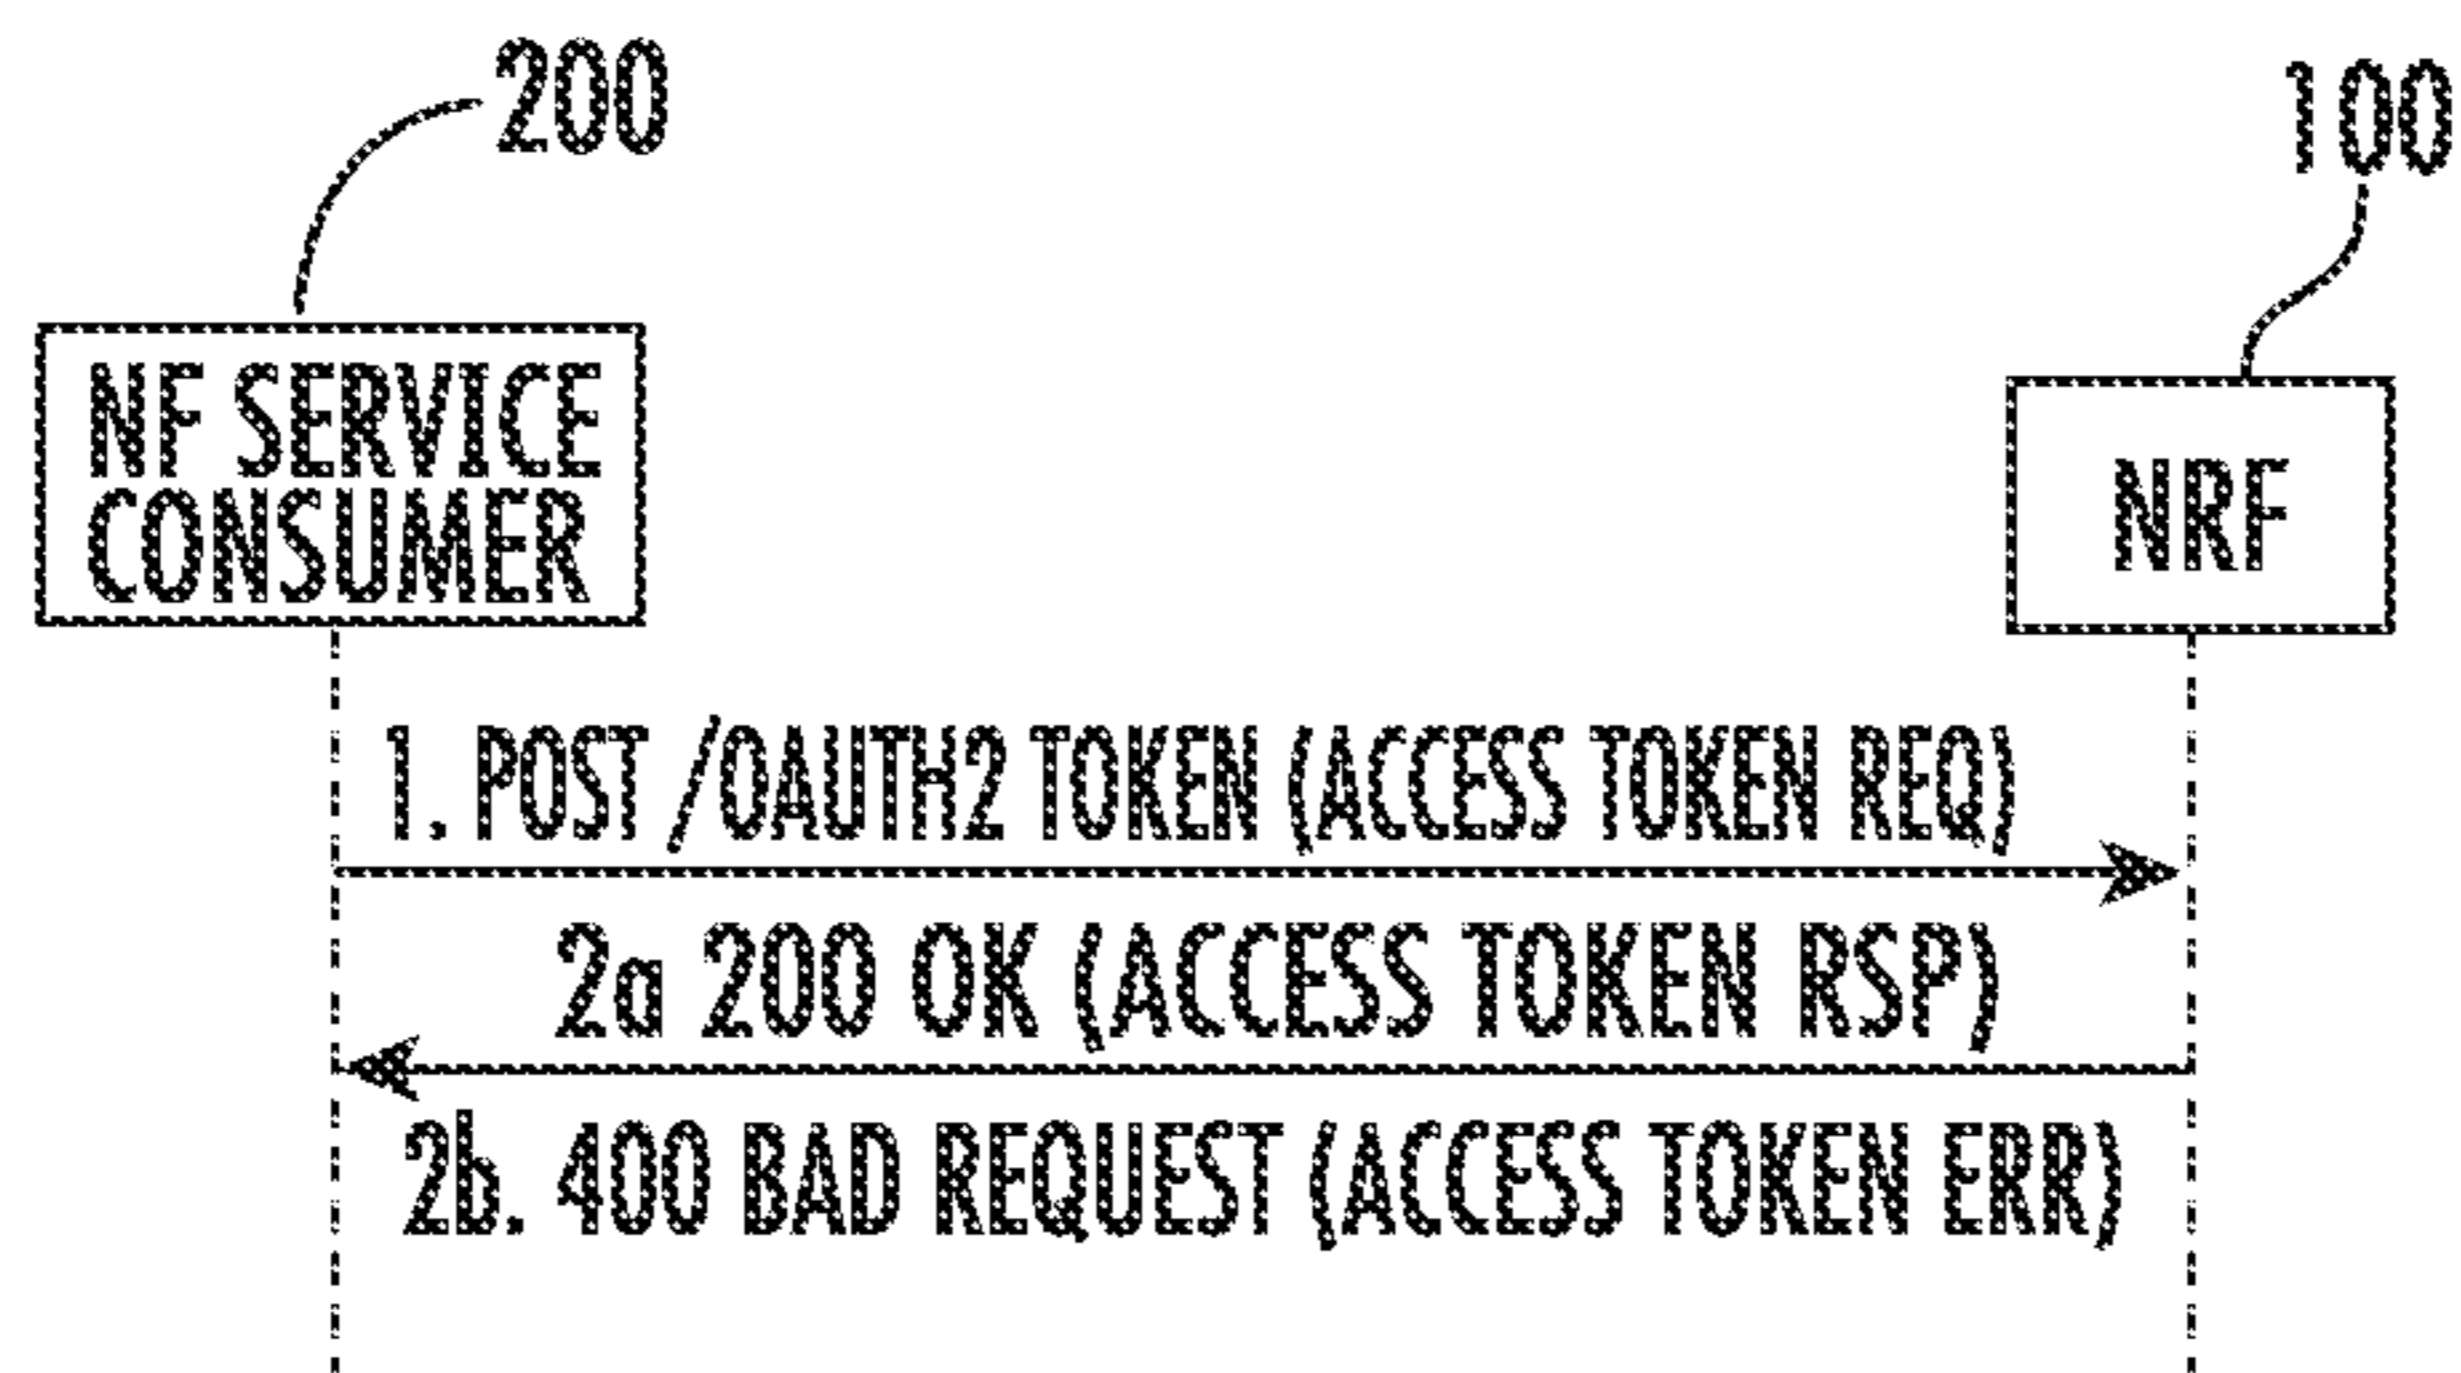 200
100
NF SERVICE
CONSUMER
NRF
1. POST /OAUTH2 TOKEN (ACCESS TOKEN REQ)
2a 200 OK (ACCESS TOKEN RSP)
2b. 400 BAD REQUEST (ACCESS TOKEN ERR)